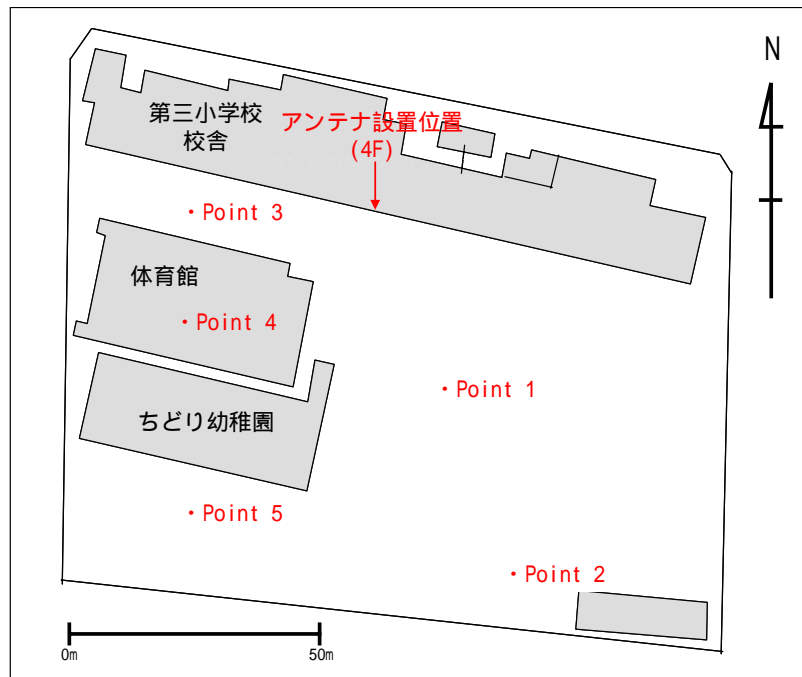 N
第三小学校
校舎
アンテナ設置位置
(4F)
・Point 3
体育館
・Point 4
・Point 1
ちどり幼稚園
・Point 5
・Point 2
0m
50m